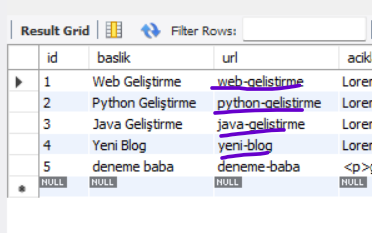 Result Grid Filter Rows:
id baslik url acikl
1 Web Geliştirme web-gelistirme Loren
2 Python Geliştirme python-gelistirme Loren
3 Java Geliştirme java-gelistirme Loren
4 Yeni Blog yeni-blog Loren
5 deneme baba deneme-baba <p>g
NULL NULL NULL NULL